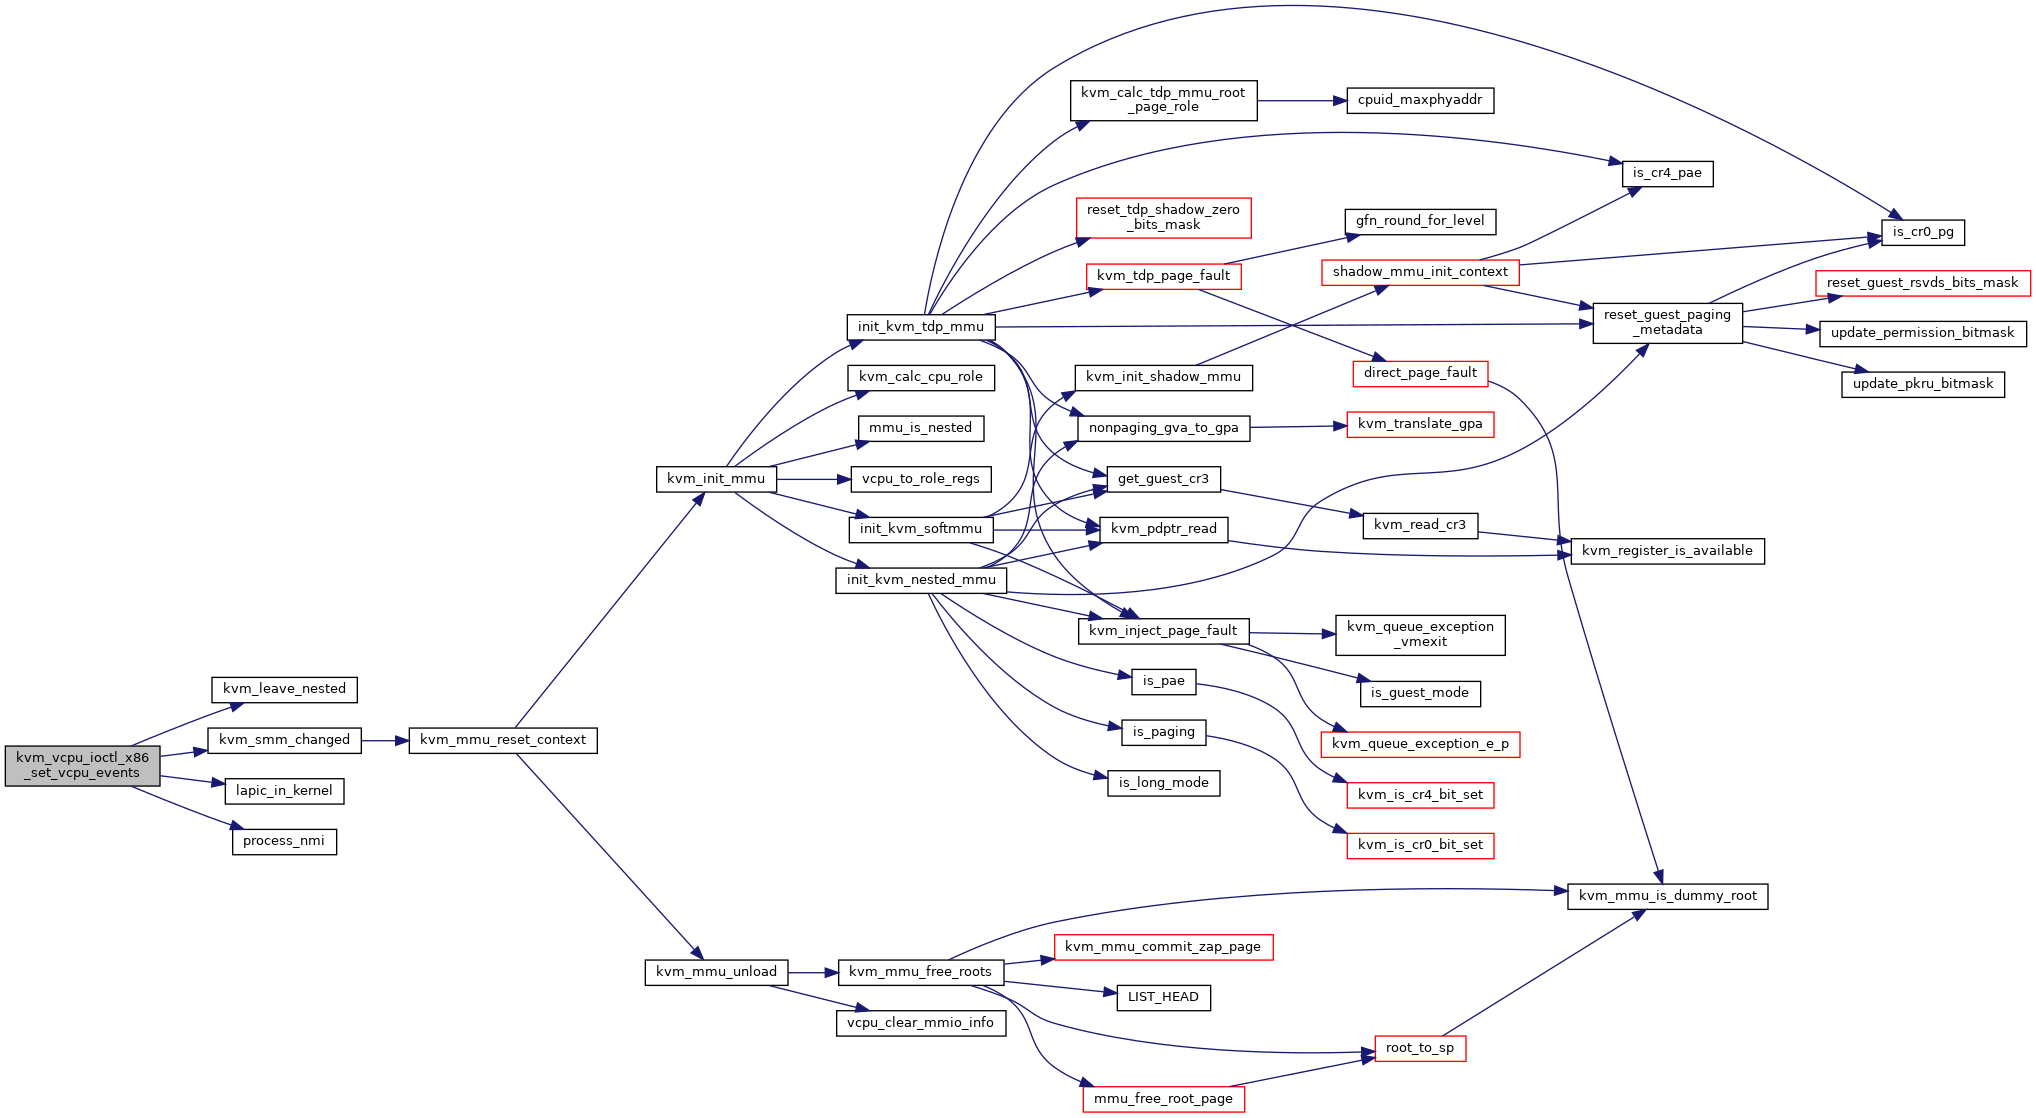 kvm_vcpu_ioctl_x86
_set_vcpu_events
kvm_leave_nested
kvm_smm_changed
lapic_in_kernel
process_nmi
kvm_mmu_reset_context
kvm_init_mmu
kvm_mmu_unload
init_kvm_tdp_mmu
kvm_calc_cpu_role
mmu_is_nested
vcpu_to_role_regs
init_kvm_softmmu
init_kvm_nested_mmu
kvm_mmu_free_roots
vcpu_clear_mmio_info
kvm_calc_tdp_mmu_root
_page_role
reset_tdp_shadow_zero
_bits_mask
kvm_tdp_page_fault
kvm_init_shadow_mmu
nonpaging_gva_to_gpa
get_guest_cr3
kvm_pdptr_read
kvm_inject_page_fault
is_pae
is_paging
is_long_mode
kvm_mmu_commit_zap_page
LIST_HEAD
mmu_free_root_page
cpuid_maxphyaddr
gfn_round_for_level
shadow_mmu_init_context
direct_page_fault
kvm_translate_gpa
kvm_read_cr3
kvm_queue_exception
_vmexit
is_guest_mode
kvm_queue_exception_e_p
kvm_is_cr4_bit_set
kvm_is_cr0_bit_set
root_to_sp
is_cr4_pae
reset_guest_paging
_metadata
kvm_register_is_available
kvm_mmu_is_dummy_root
is_cr0_pg
reset_guest_rsvds_bits_mask
update_permission_bitmask
update_pkru_bitmask